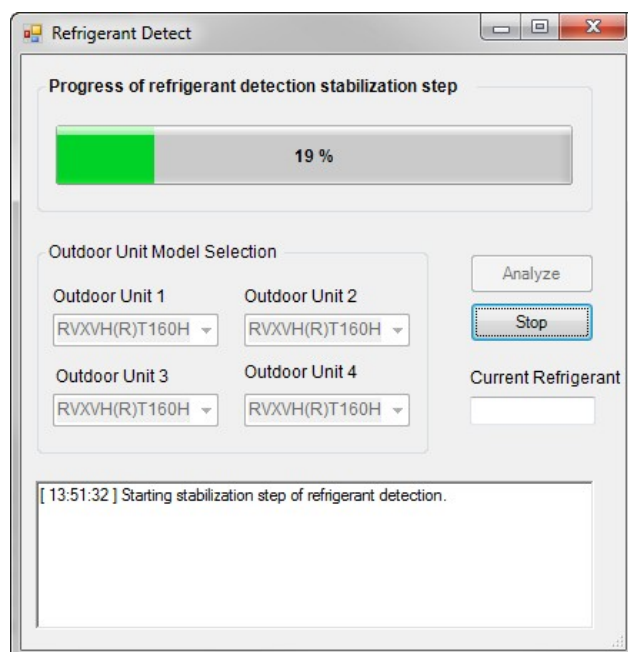 Refrigerant Detect
Progress of refrigerant detection stabilization step
19 %
Outdoor Unit Model Selection
Outdoor Unit 1
Outdoor Unit 2
RVXVH(R)T160H
RVXVH(R)T160H
Outdoor Unit 3
Outdoor Unit 4
RVXVH(R)T160H
RVXVH(R)T160H
Analyze
Stop
Current Refrigerant
[ 13:51:32 ] Starting stabilization step of refrigerant detection.